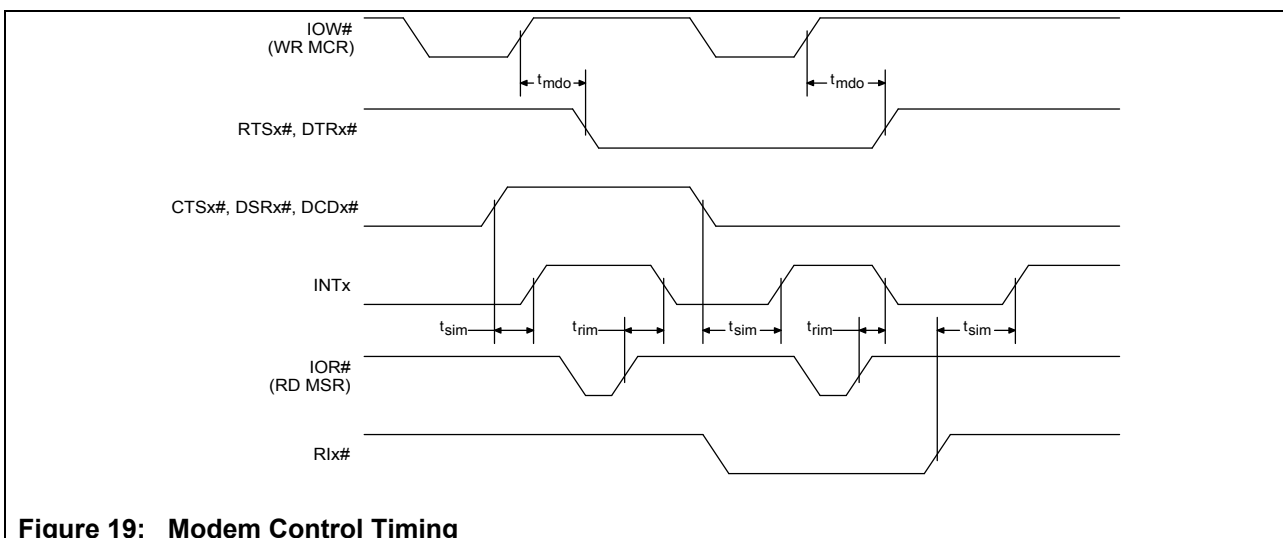 IOW#
(WR MCR)
tmdo tmdo
RTSx#, DTRx#
CTSx#, DSRx#, DCDx#
INTx
tsim trim tsim trim tsim
IOR#
(RD MSR)
RIx#
Figure 19: Modem Control Timing